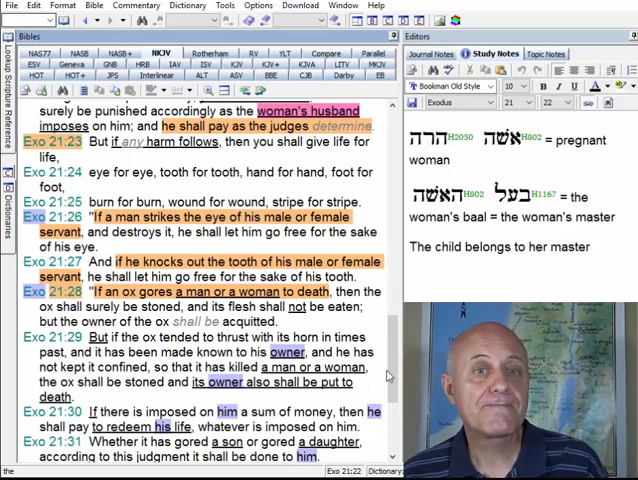 File Edit View Bookmark Bible Commentary Dictionary Tools Options Download Window Help
Bibles
Editors
NAS77 NASB NASB+ NKJV Rotherham RV YLT Compare Parallel
Journal Notes Study Notes Topic Notes
ESV Geneva GNB HRB IAV ISV KJV KJV+ KJVA LITV MKJV
HOT HOT+ JPS Interlinear ALT ASV BBE CJB Darby EB
Bookman Old Style 10 B I U
Exodus 21 22
Lookup Scripture Reference
Dictionaries
surely be punished accordingly as the woman's husband
imposes on him; and he shall pay as the judges determine.
Exo 21:23 But if any harm follows, then you shall give life for
life,
Exo 21:24 eye for eye, tooth for tooth, hand for hand, foot for
foot,
Exo 21:25 burn for burn, wound for wound, stripe for stripe.
Exo 21:26 "If a man strikes the eye of his male or female
servant, and destroys it, he shall let him go free for the sake
of his eye.
Exo 21:27 And if he knocks out the tooth of his male or female
servant, he shall let him go free for the sake of his tooth.
Exo 21:28 "If an ox gores a man or a woman to death, then the
ox shall surely be stoned, and its flesh shall not be eaten;
but the owner of the ox shall be acquitted.
Exo 21:29 But if the ox tended to thrust with its horn in times
past, and it has been made known to his owner, and he has
not kept it confined, so that it has killed a man or a woman,
the ox shall be stoned and its owner also shall be put to
death.
Exo 21:30 If there is imposed on him a sum of money, then he
shall pay to redeem his life, whatever is imposed on him.
Exo 21:31 Whether it has gored a son or gored a daughter,
according to this judgment it shall be done to him.
הרה H2030 אשה H802 = pregnant
woman
האשה H802 בעל H1167 = the
woman's baal = the woman's master
The child belongs to her master
the
Exo 21:22
Dictionary: